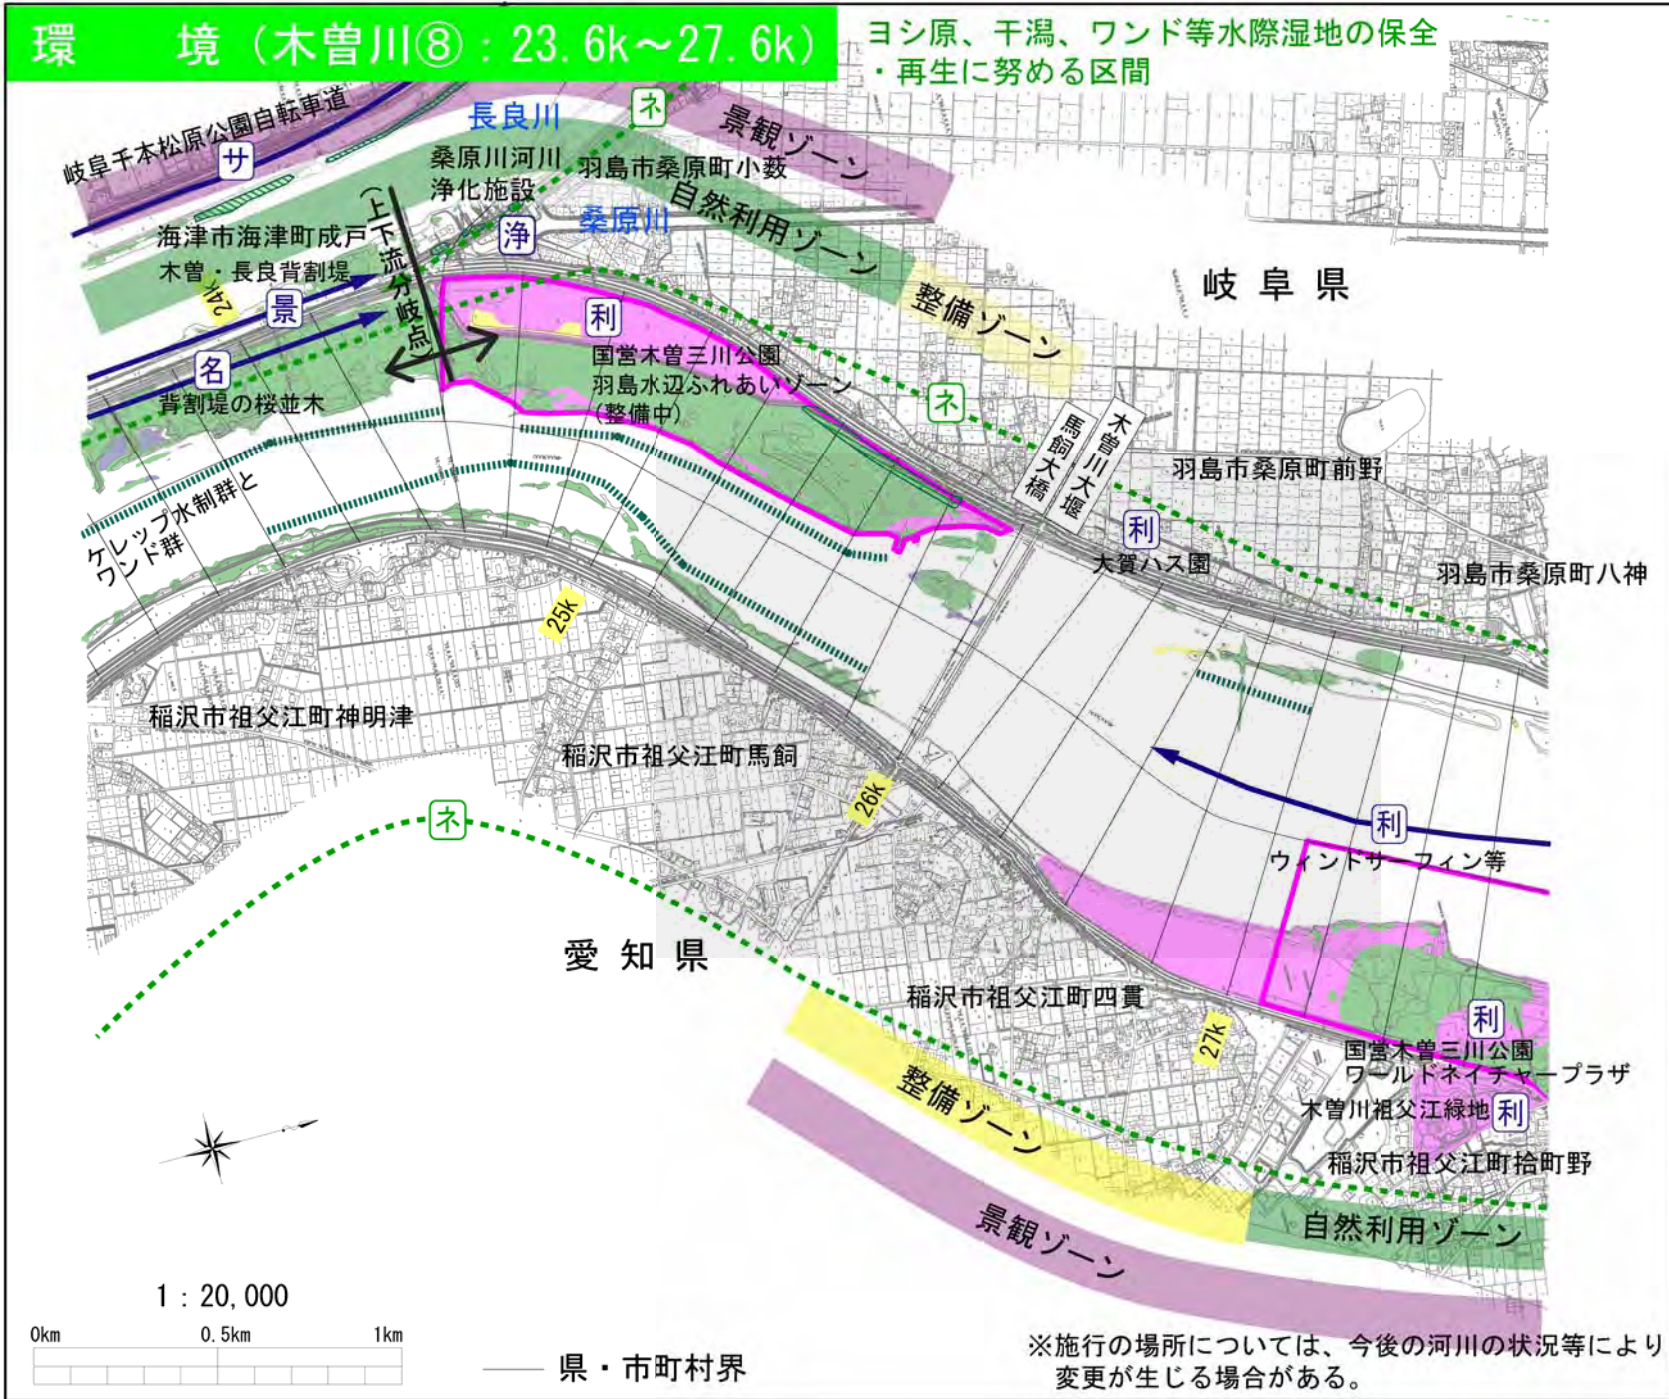 環　境（木曽川⑧：23.6k～27.6k）
ヨシ原、干潟、ワンド等水際湿地の保全
・再生に努める区間
岐阜千本松原公園自転車道
サ
長良川
ネ
景観ゾーン
桑原川河川
浄化施設
羽島市桑原町小薮
自然利用ゾーン
桑原川
浄
（上下流分岐点）
海津市海津町成戸
木曽・長良背割堤
24k
景
名
背割堤の桜並木
利
国営木曽三川公園
羽島水辺ふれあいゾーン
（整備中）
整備ゾーン
岐阜県
ネ
馬飼大橋
木曽川大堰
羽島市桑原町前野
利
大賀ハス園
羽島市桑原町八神
ケレップ水制群と
ワンド群
25k
稲沢市祖父江町神明津
稲沢市祖父江町馬飼
26k
ネ
利
ウィンドサーフィン等
愛知県
稲沢市祖父江町四貫
27k
利
国営木曽三川公園
ワールドネイチャープラザ
木曽川祖父江緑地
利
稲沢市祖父江町拾町野
整備ゾーン
景観ゾーン
自然利用ゾーン
1：20,000
0km 0.5km 1km
県・市町村界
※施行の場所については、今後の河川の状況等により
変更が生じる場合がある。